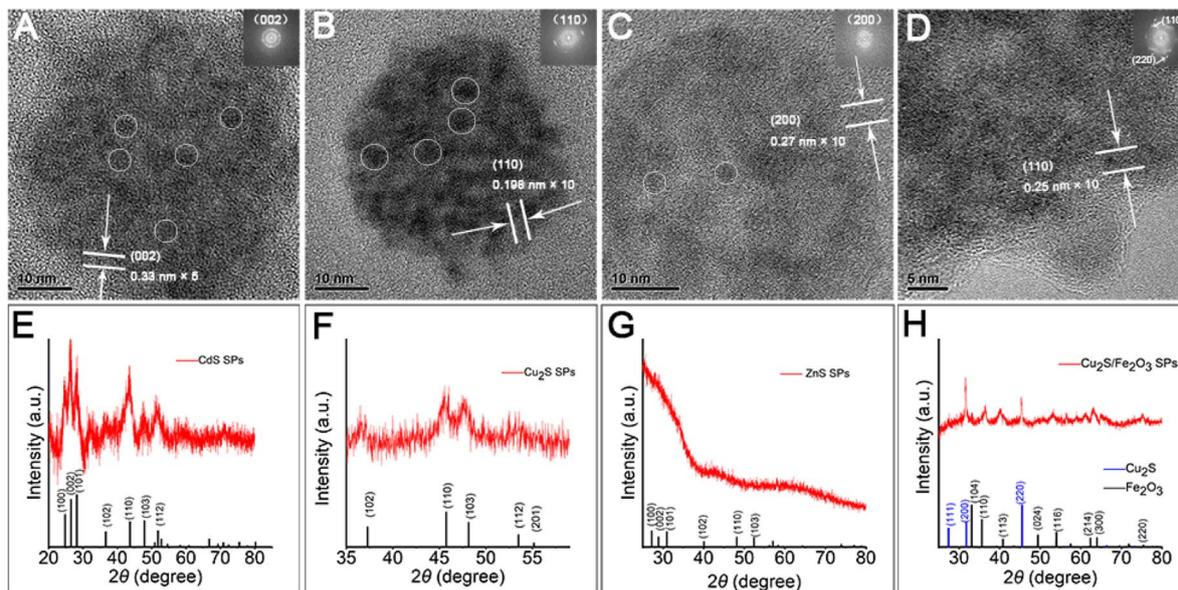 A
(002)
(002)
0.33 nm × 5
10 nm
B
(110)
(110)
0.198 nm × 10
10 nm
C
(200)
(200)
0.27 nm × 10
10 nm
D
(220)
(110)
0.25 nm × 10
5 nm
E
CdS SPs
Intensity (a.u.)
(100)
(002)
(101)
(102)
(110)
(103)
(112)
20 30 40 50 60 70 80
2θ (degree)
F
Cu₂S SPs
Intensity (a.u.)
(102)
(110)
(103)
(112)
(201)
35 40 45 50 55
2θ (degree)
G
ZnS SPs
Intensity (a.u.)
(100)
(002)
(101)
(102)
(110)
(103)
30 40 50 60 70 80
2θ (degree)
H
Cu₂S/Fe₂O₃ SPs
Cu₂S
Fe₂O₃
Intensity (a.u.)
(111)
(200)
(104)
(110)
(113)
(220)
(024)
(116)
(214)
(300)
(220)
30 40 50 60 70 80
2θ (degree)